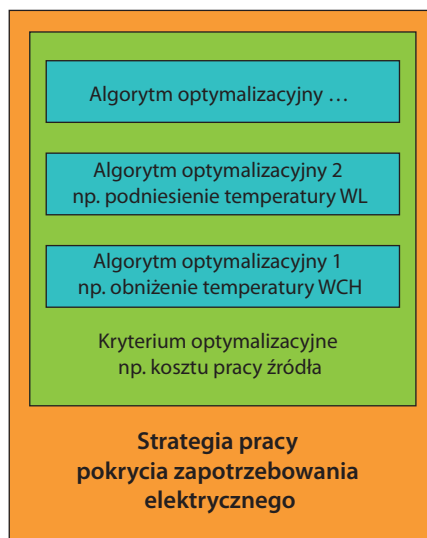 Algorytm optymalizacyjny …
Algorytm optymalizacyjny 2
np. podniesienie temperatury WL
Algorytm optymalizacyjny 1
np. obniżenie temperatury WCH
Kryterium optymalizacyjne
np. kosztu pracy źródła
Strategia pracy
pokrycia zapotrzebowania
elektrycznego